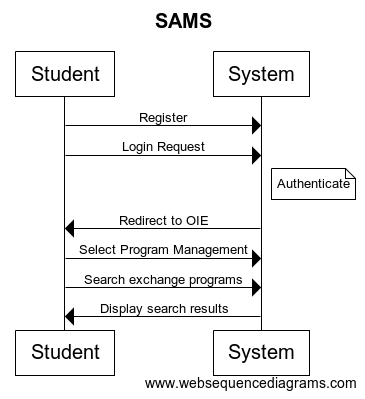 SAMS
Student
System
Register
Login Request
Authenticate
Redirect to OIE
Select Program Management
Search exchange programs
Display search results
Student
System
www.websequencediagrams.com